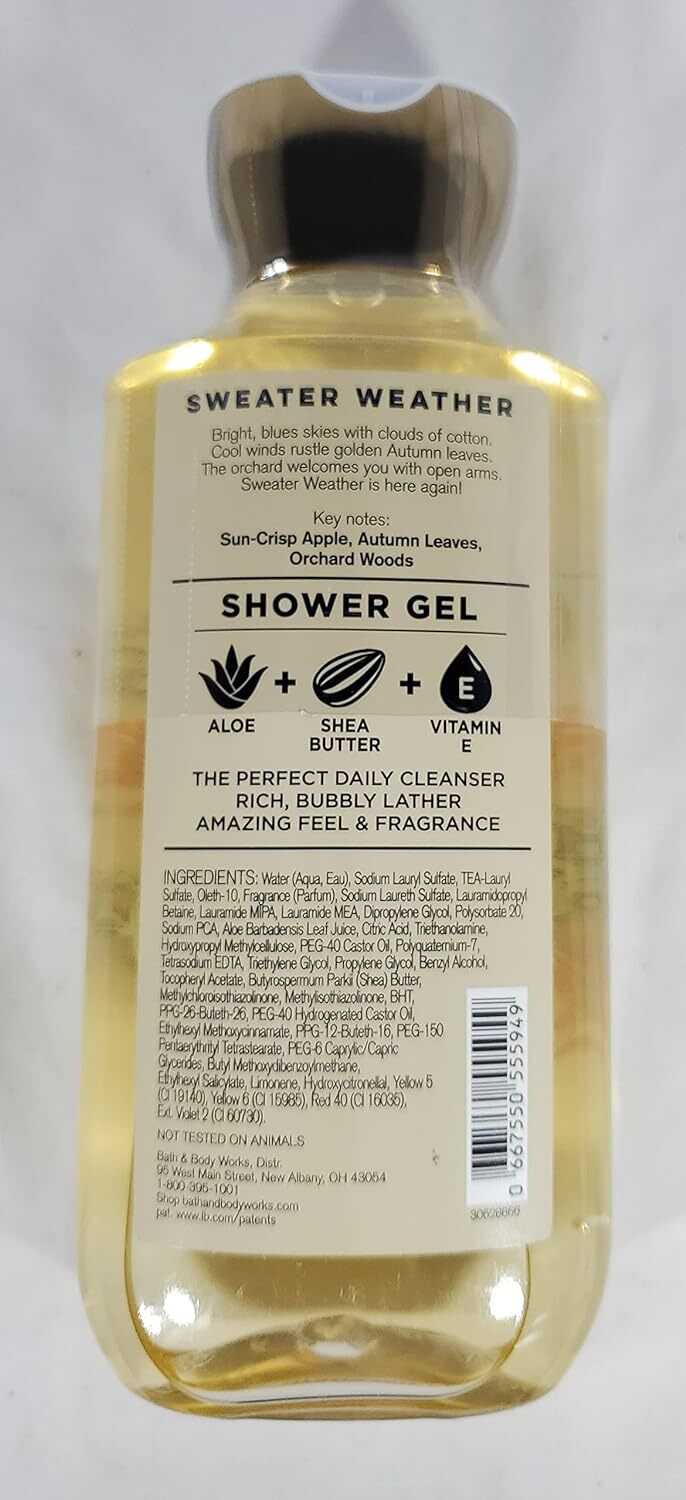 SWEATER WEATHER
Bright, blues skies with clouds of cotton.
Cool winds rustle golden Autumn leaves.
The orchard welcomes you with open arms.
Sweater Weather is here again!
Key notes:
Sun-Crisp Apple, Autumn Leaves,
Orchard Woods
SHOWER GEL
ALOE + SHEA BUTTER + VITAMIN E
E
THE PERFECT DAILY CLEANSER
RICH, BUBBLY LATHER
AMAZING FEEL & FRAGRANCE
INGREDIENTS: Water (Aqua, Eau), Sodium Lauryl Sulfate, TEA-Lauryl
Sulfate, Oleth-10, Fragrance (Parfum), Sodium Laureth Sulfate, Lauramidopropyl
Betaine, Lauramide MIPA, Lauramide MEA, Dipropylene Glycol, Polysorbate 20,
Sodium PCA, Aloe Barbadensis Leaf Juice, Citric Acid, Triethanolamine,
Hydroxypropyl Methylcellulose, PEG-40 Castor Oil, Polyquaternium-7,
Tetrasodium EDTA, Triethylene Glycol, Propylene Glycol, Benzyl Alcohol,
Tocopheryl Acetate, Butyrospermum Parkii (Shea) Butter,
Methylchloroisothiazolinone, Methylisothiazolinone, BHT,
PPG-26-Buteth-26, PEG-40 Hydrogenated Castor Oil,
Ethylhexyl Methoxycinnamate, PPG-12-Buteth-16, PEG-150
Pentaerythrityl Tetrastearate, PEG-6 Caprylic/Capric
Glycerides, Butyl Methoxydibenzoylmethane,
Ethylhexyl Salicylate, Limonene, Hydroxycitronellal, Yellow 5
(CI 19140), Yellow 6 (CI 15985), Red 40 (CI 16035),
Ext. Violet 2 (CI 60730).
NOT TESTED ON ANIMALS
Bath & Body Works, Distr.
95 West Main Street, New Albany, OH 43054
1-800-395-1001
Shop bathandbodyworks.com
pat. www.lb.com/patents
0 667550 555949